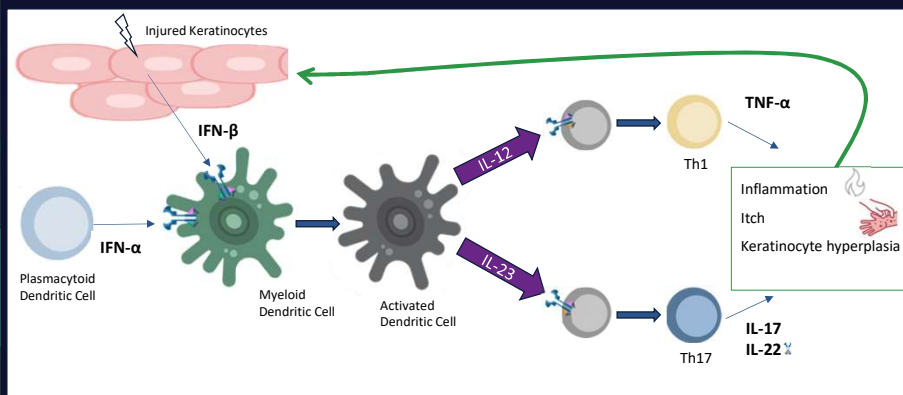 Injured Keratinocytes
IFN-β
IFN-α
Plasmacytoid
Dendritic Cell
Myeloid
Dendritic Cell
Activated
Dendritic Cell
IL-12
IL-23
Th1
Th17
TNF-α
Inflammation
Itch
Keratinocyte hyperplasia
IL-17
IL-22